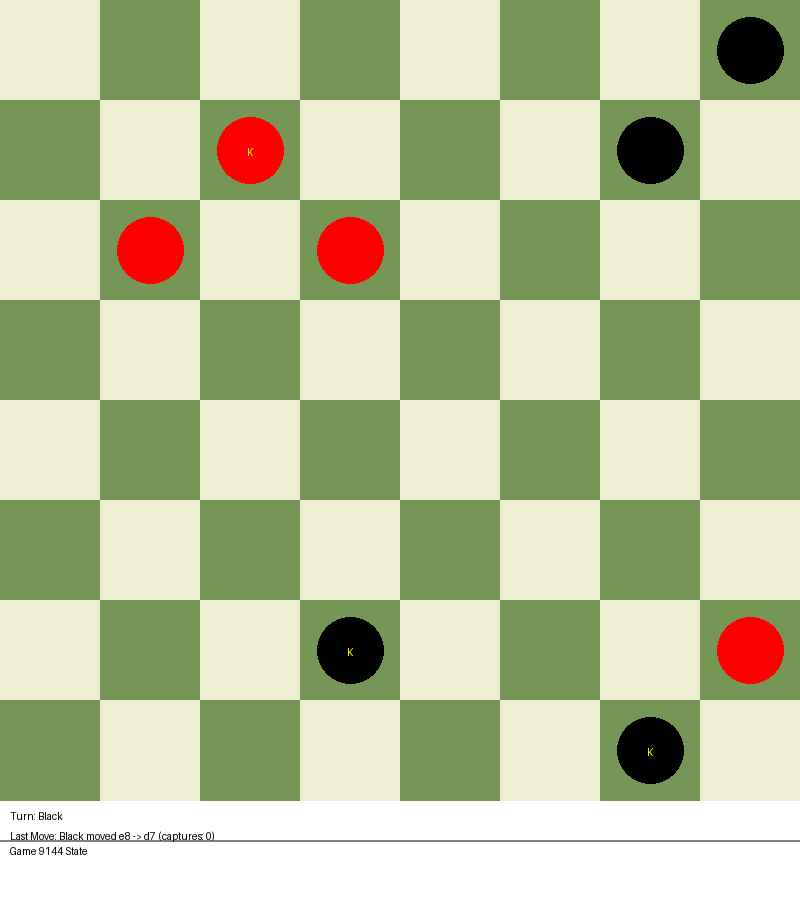 K
K
K
Turn: Black
Last Move: Black moved e8 -> d7 (captures: 0)
Game 9144 State